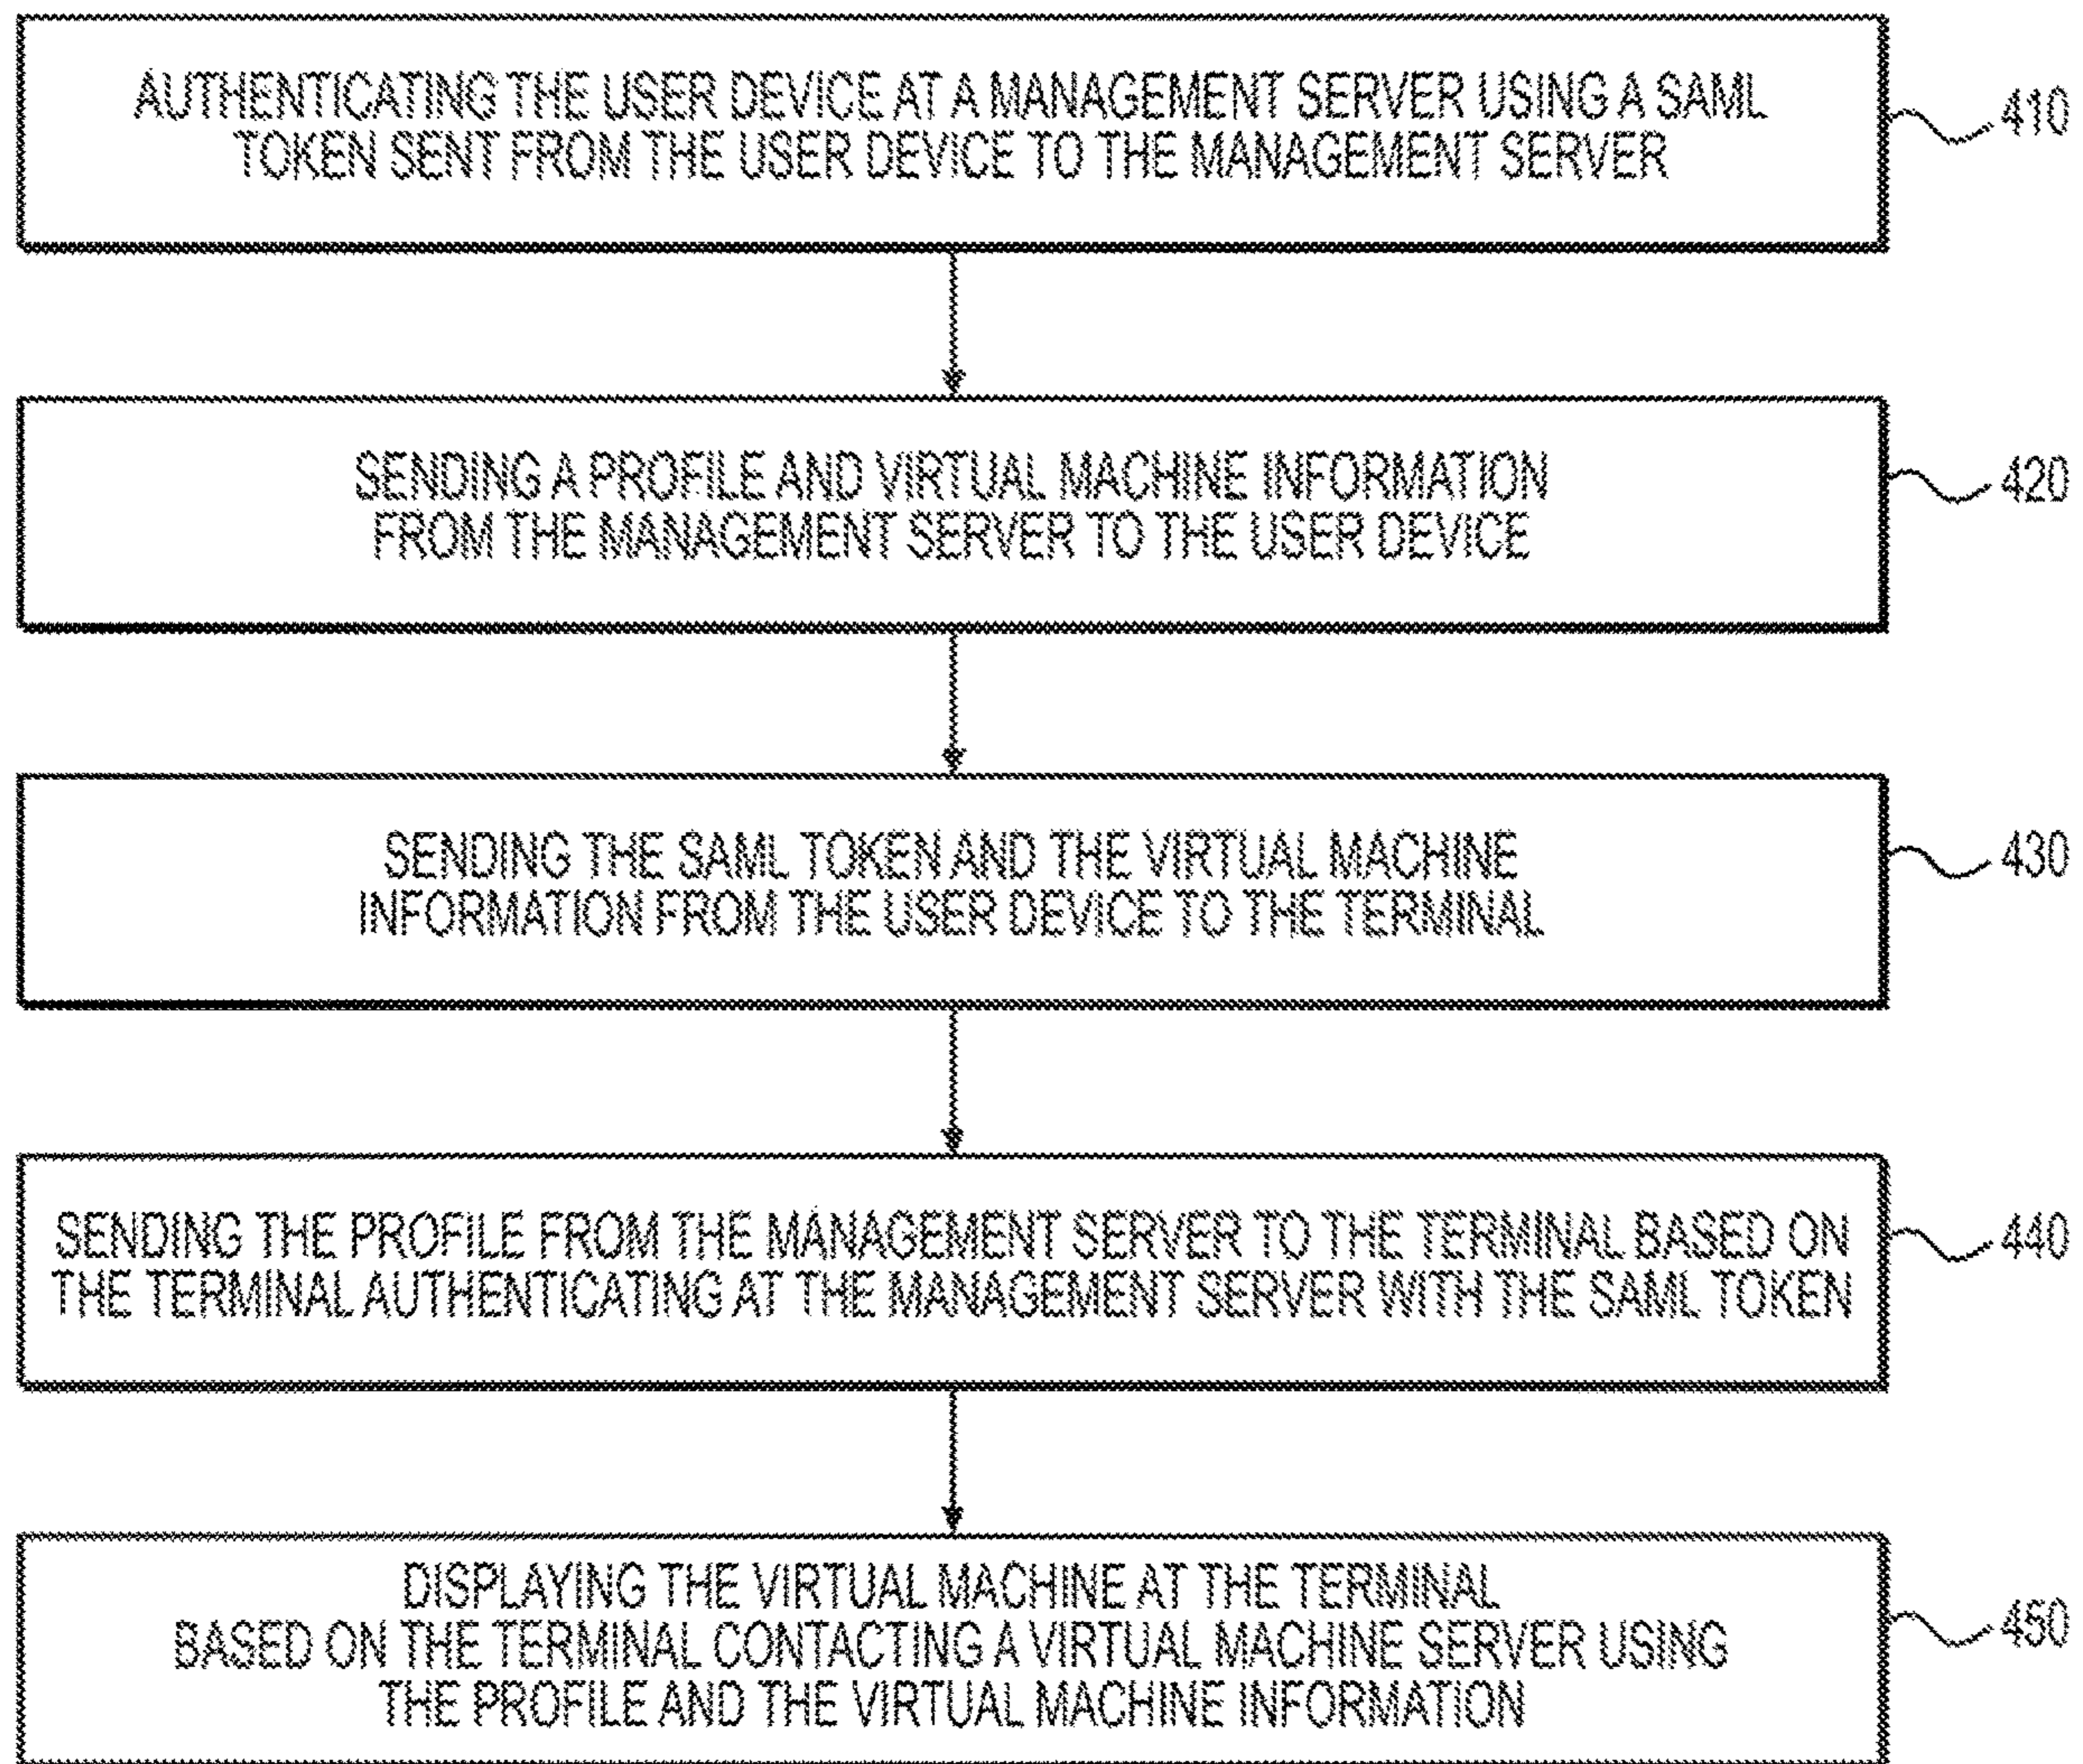 AUTHENTICATING THE USER DEVICE AT A MANAGEMENT SERVER USING A SAML
TOKEN SENT FROM THE USER DEVICE TO THE MANAGEMENT SERVER
410
SENDING A PROFILE AND VIRTUAL MACHINE INFORMATION
FROM THE MANAGEMENT SERVER TO THE USER DEVICE
420
SENDING THE SAML TOKEN AND THE VIRTUAL MACHINE
INFORMATION FROM THE USER DEVICE TO THE TERMINAL
430
SENDING THE PROFILE FROM THE MANAGEMENT SERVER TO THE TERMINAL BASED ON
THE TERMINAL AUTHENTICATING AT THE MANAGEMENT SERVER WITH THE SAML TOKEN
440
DISPLAYING THE VIRTUAL MACHINE AT THE TERMINAL
BASED ON THE TERMINAL CONTACTING A VIRTUAL MACHINE SERVER USING
THE PROFILE AND THE VIRTUAL MACHINE INFORMATION
450